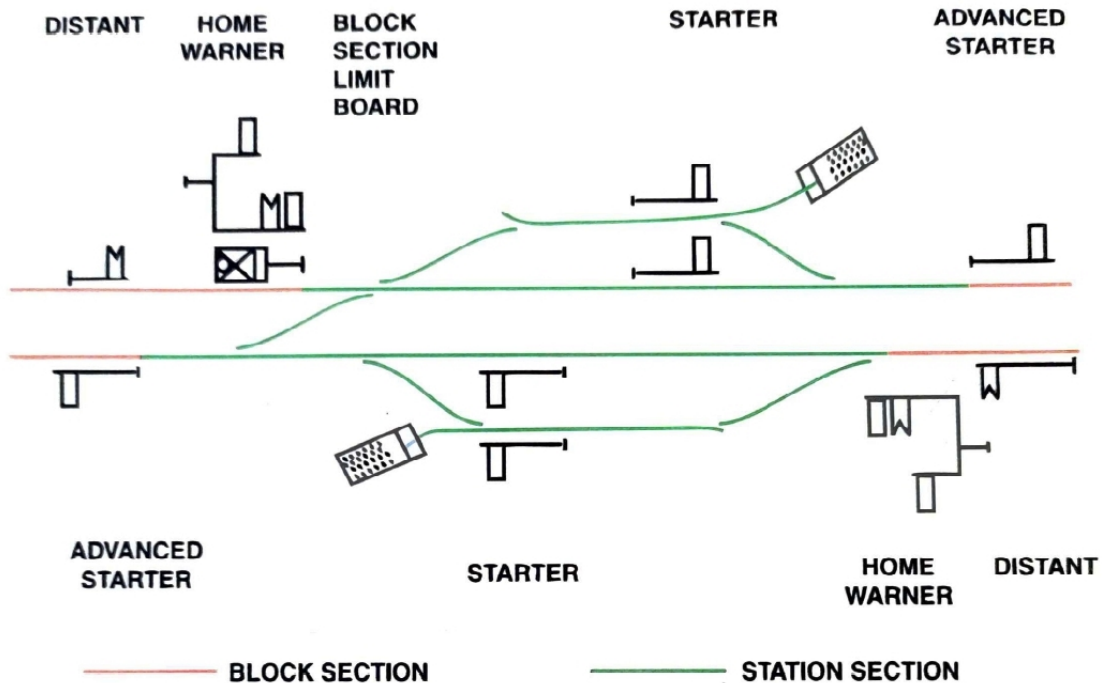 DISTANT
HOME
WARNER
BLOCK
SECTION
LIMIT
BOARD
STARTER
ADVANCED
STARTER
ADVANCED
STARTER
STARTER
HOME
WARNER
DISTANT
BLOCK SECTION
STATION SECTION